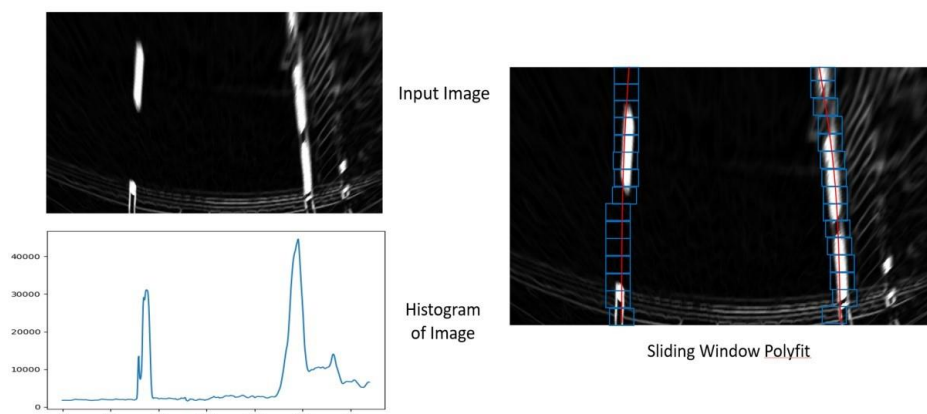 Input Image
40000
30000
20000
10000
0
Histogram
of Image
Sliding Window Polyfit